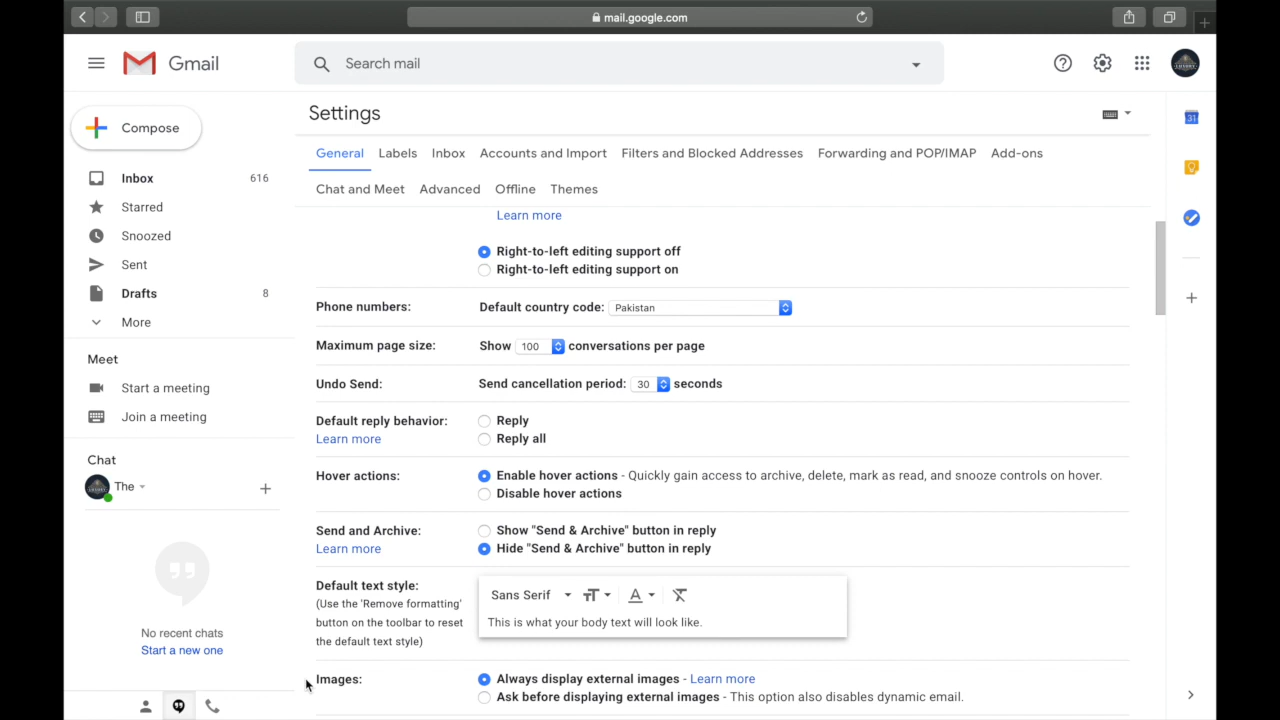 mail.google.com
Gmail
Search mail
Compose
Inbox 616
Starred
Snoozed
Sent
Drafts 8
More
Meet
Start a meeting
Join a meeting
Chat
The
No recent chats
Start a new one
Settings
General Labels Inbox Accounts and Import Filters and Blocked Addresses Forwarding and POP/IMAP Add-ons
Chat and Meet Advanced Offline Themes
Learn more
Right-to-left editing support off
Right-to-left editing support on
Phone numbers: Default country code: Pakistan
Maximum page size: Show 100 conversations per page
Undo Send: Send cancellation period: 30 seconds
Default reply behavior: Reply
Learn more Reply all
Hover actions: Enable hover actions - Quickly gain access to archive, delete, mark as read, and snooze controls on hover.
Disable hover actions
Send and Archive: Show "Send & Archive" button in reply
Learn more Hide "Send & Archive" button in reply
Default text style:
(Use the 'Remove formatting'
button on the toolbar to reset
the default text style)
Sans Serif
This is what your body text will look like.
Images: Always display external images - Learn more
Ask before displaying external images - This option also disables dynamic email.
31